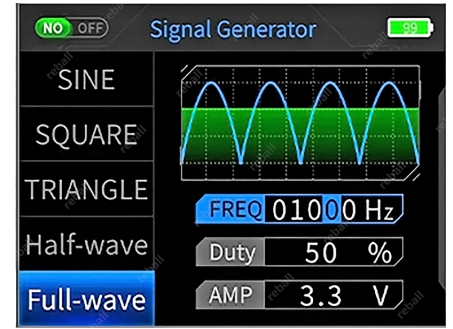 NO OFF Signal Generator 99
SINE
SQUARE
TRIANGLE
Half-wave
Full-wave
FREQ 01000 Hz
Duty 50 %
AMP 3.3 V
reball